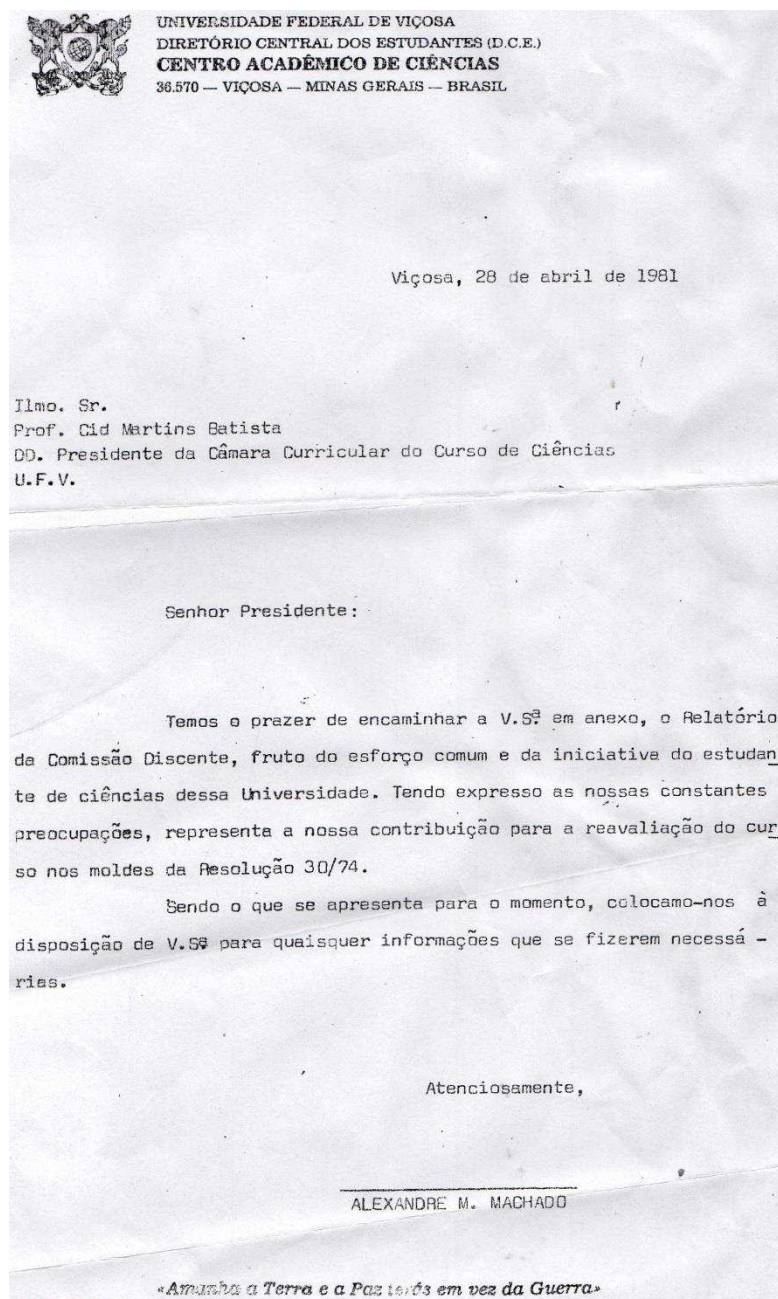 UNIVERSIDADE FEDERAL DE VIÇOSA
DIRETÓRIO CENTRAL DOS ESTUDANTES (D.C.E.)
CENTRO ACADÊMICO DE CIÊNCIAS
36.570 — VIÇOSA — MINAS GERAIS — BRASIL
Viçosa, 28 de abril de 1981
Ilmo. Sr.
Prof. Cid Martins Batista
DD. Presidente da Câmara Curricular do Curso de Ciências
U.F.V.
Senhor Presidente:
Temos o prazer de encaminhar a V.Sª em anexo, o Relatório
da Comissão Discente, fruto do esforço comum e da iniciativa do estudan
te de ciências dessa Universidade. Tendo expresso as nossas constantes
preocupações, representa a nossa contribuição para a reavaliação do cur
so nos moldes da Resolução 30/74.
Sendo o que se apresenta para o momento, colocamo-nos à
disposição de V.Sª para quaisquer informações que se fizerem necessá -
rias.
Atenciosamente,
ALEXANDRE M. MACHADO
«Amanha a Terra e a Paz terás em vez da Guerra»